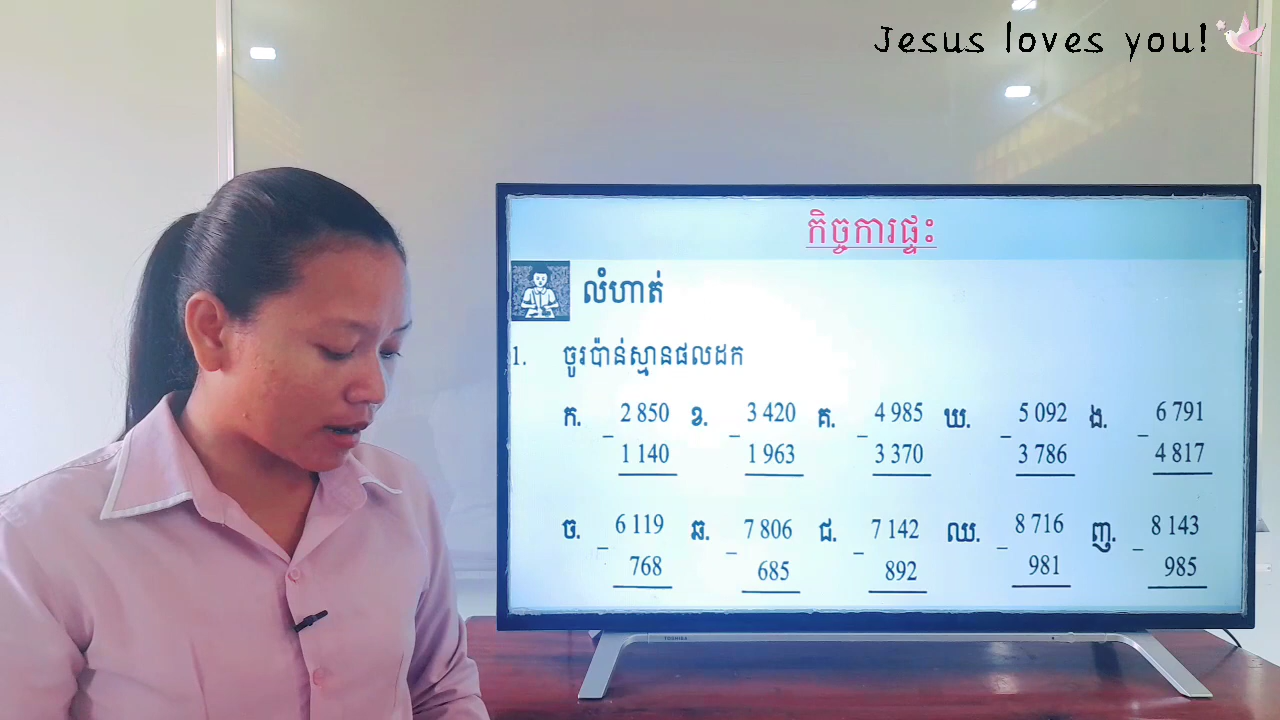 Jesus loves you!
កិច្ចការផ្ទះ
លំហាត់
1. ចូរប៉ាន់ស្មានផលដក
ក. 2 850 ខ. 3 420 គ. 4 985 ឃ. 5 092 ង. 6 791
- 1 140 - 1 963 - 3 370 - 3 786 - 4 817
ច. 6 119 ឆ. 7 806 ជ. 7 142 ឈ. 8 716 ញ. 8 143
- 768 - 685 - 892 - 981 - 985
TOSHIBA